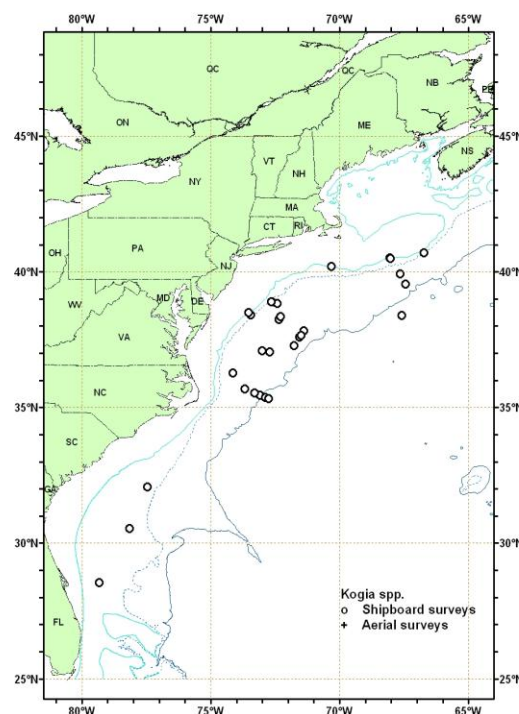 80°W 75°W 70°W 65°W
QC
QC
NB
PE
ON
ME
45°N 45°N
NS
VT
NH
NY
MA
CT RI
OH PA
40°N NJ 40°N
MD
DE
WV
VA
NC
35°N 35°N
SC
GA
30°N 30°N
Kogia spp.
Shipboard surveys
FL
Aerial surveys
25°N 25°N
80°W 75°W 70°W 65°W